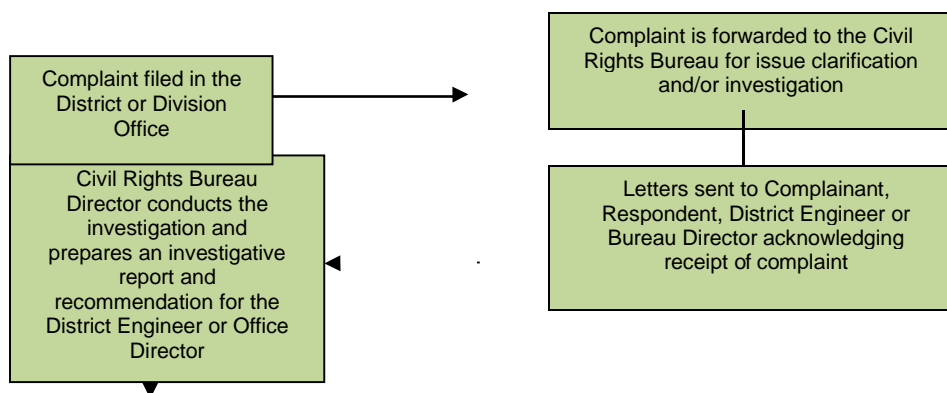 Complaint filed in the
District or Division
Office
Complaint is forwarded to the Civil
Rights Bureau for issue clarification
and/or investigation
Letters sent to Complainant,
Respondent, District Engineer or
Bureau Director acknowledging
receipt of complaint
Civil Rights Bureau
Director conducts the
investigation and
prepares an investigative
report and
recommendation for the
District Engineer or Office
Director